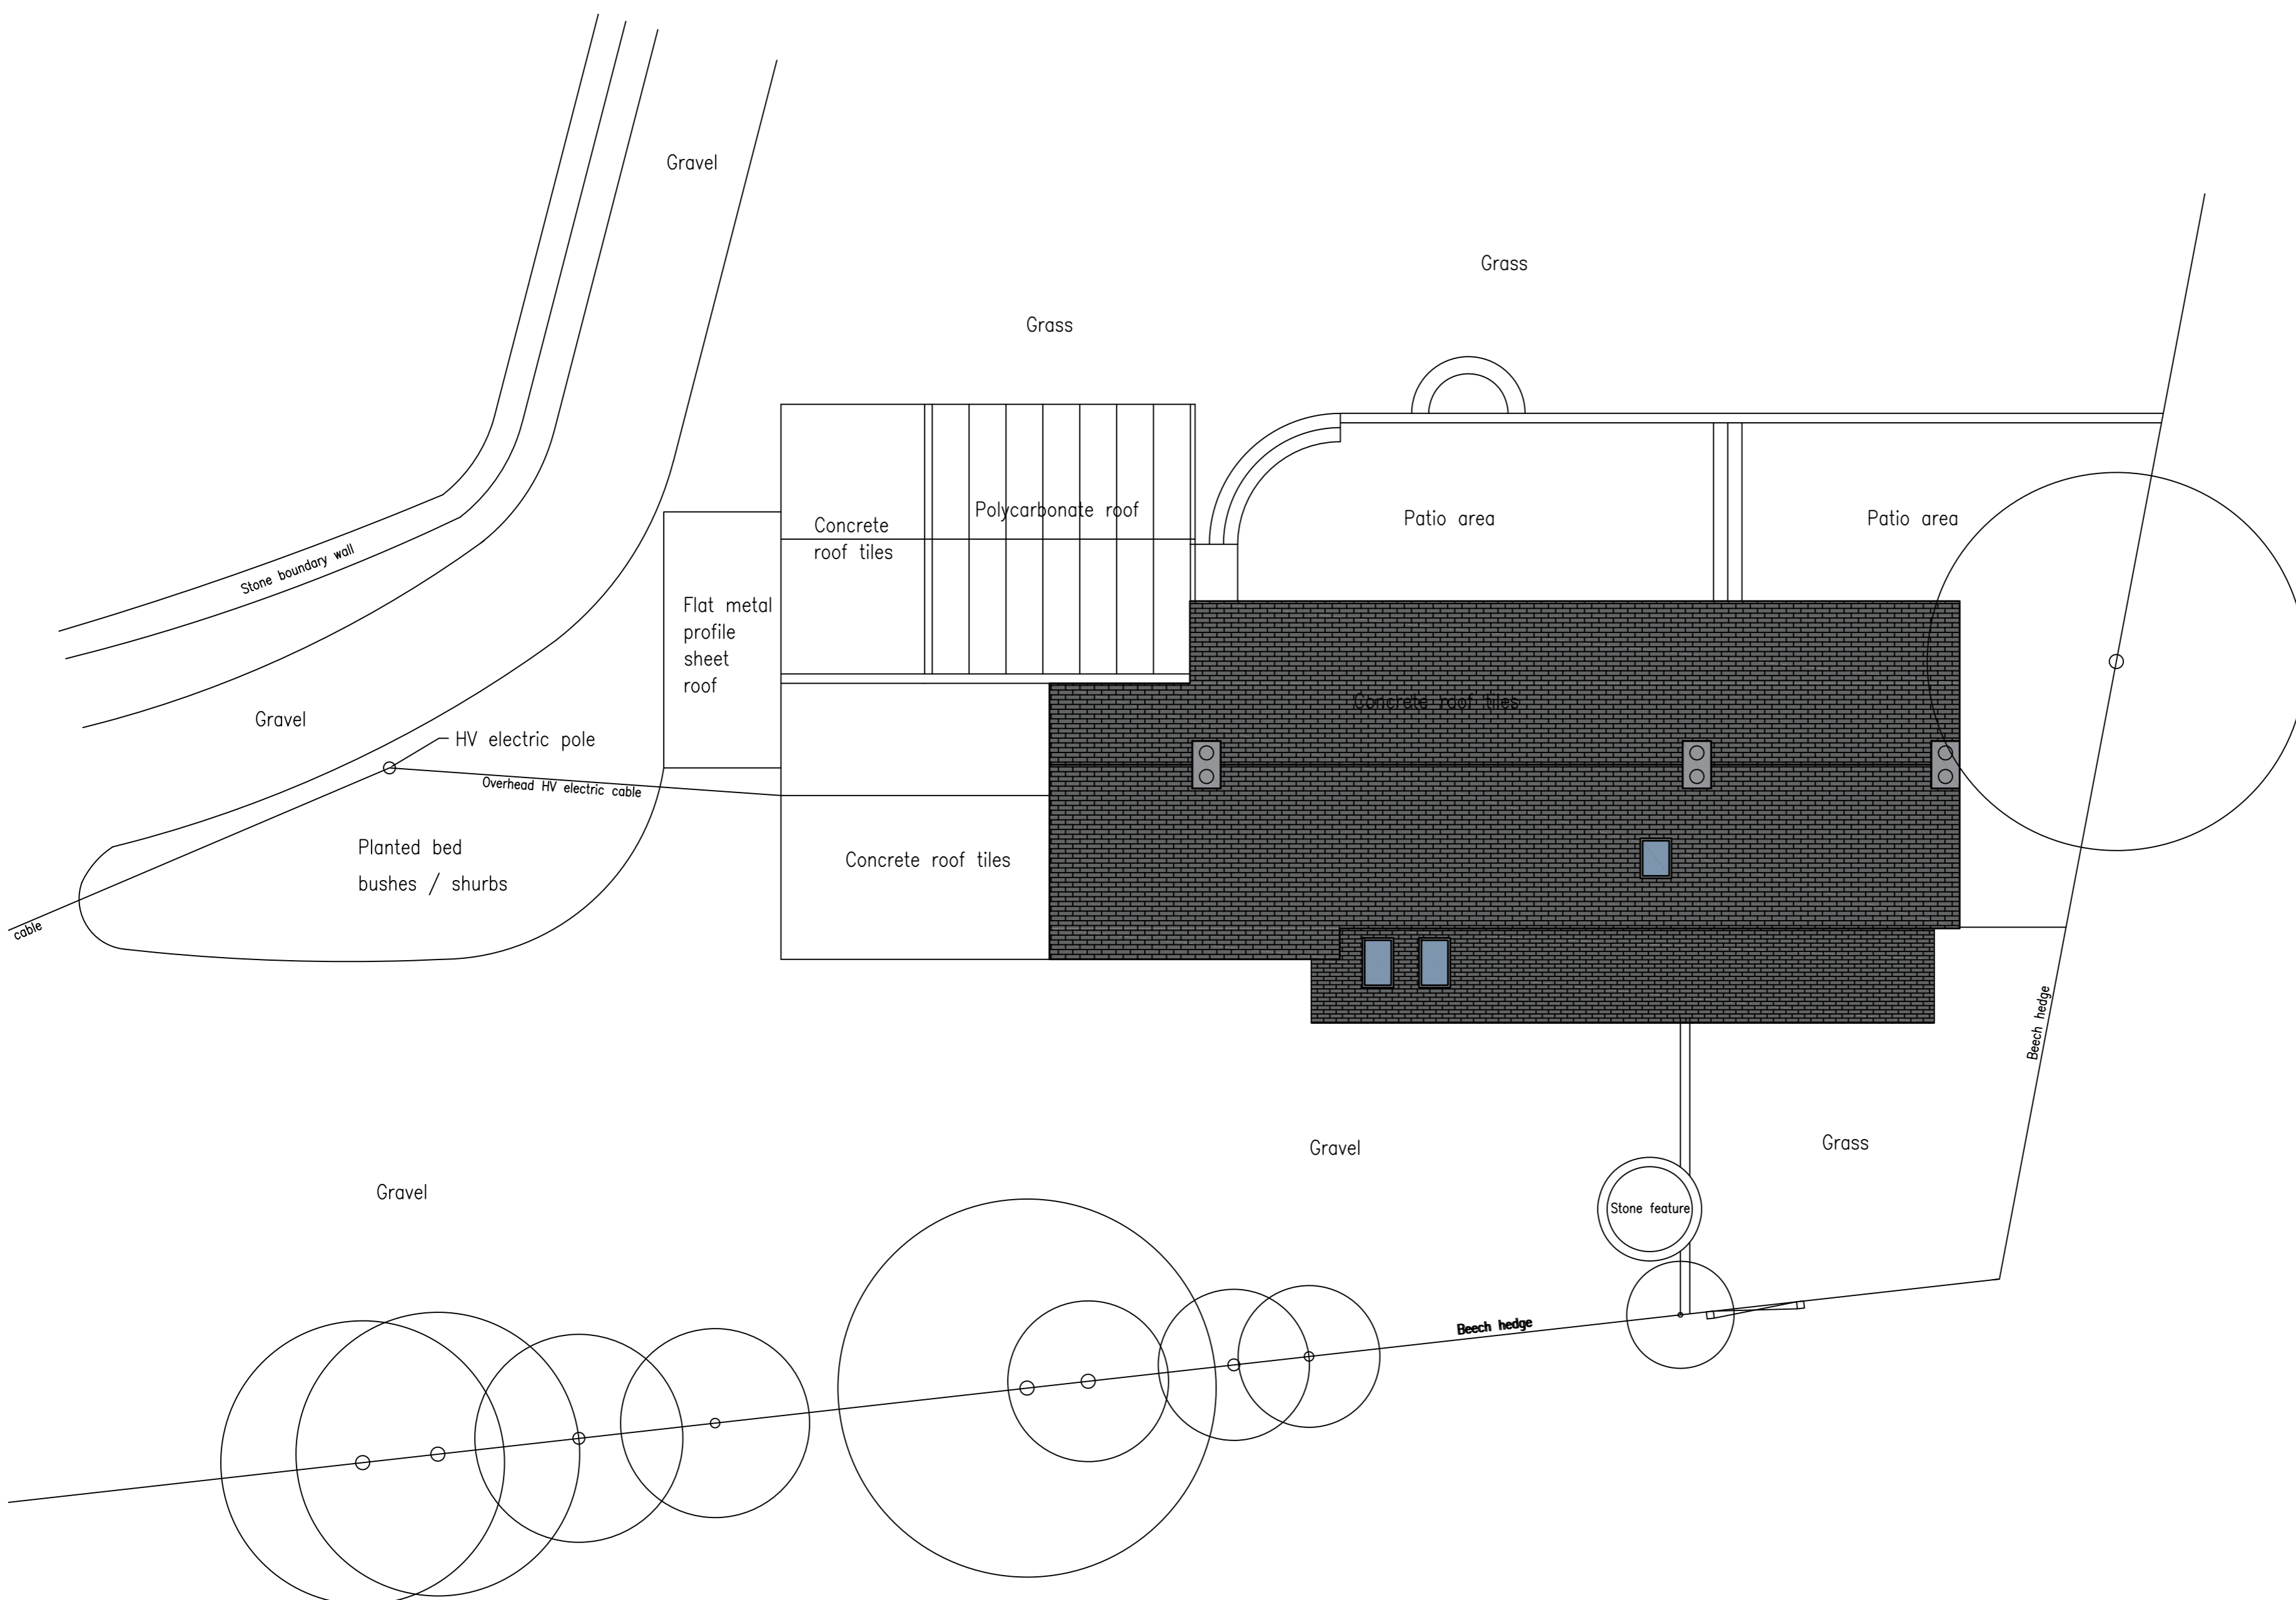 Gravel
Grass
Grass
Polycarbonate roof
Concrete
roof tiles
Patio area
Patio area
Stone boundary wall
Flat metal
profile
sheet
roof
Concrete roof tiles
Gravel
HV electric pole
Overhead HV electric cable
Planted bed
bushes / shurbs
Concrete roof tiles
cable
Beech hedge
Gravel
Grass
Gravel
Stone feature
Beech hedge